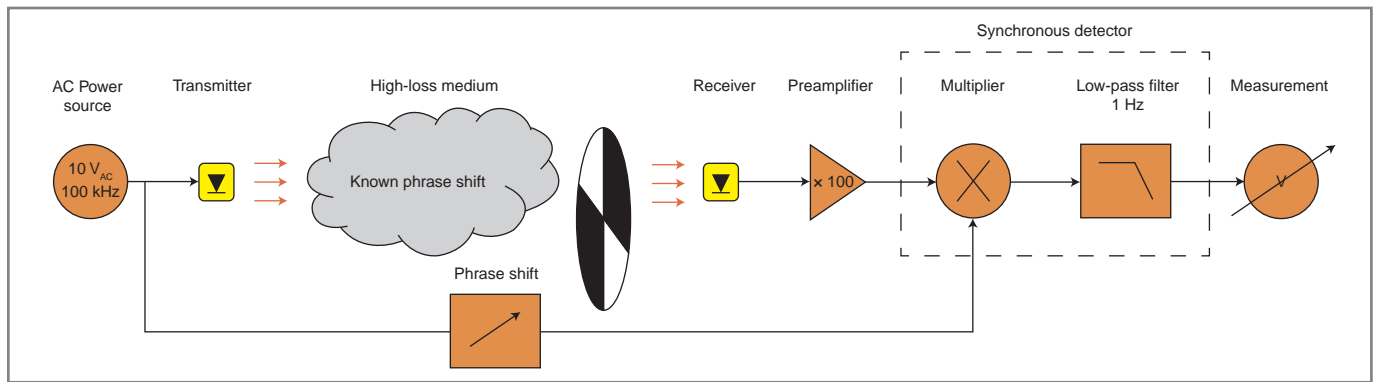 Synchronous detector
AC Power
source
Transmitter
High-loss medium
Receiver
Preamplifier
Multiplier
Low-pass filter
1 Hz
Measurement
10 VAC
100 kHz
Known phrase shift
× 100
V
Phrase shift